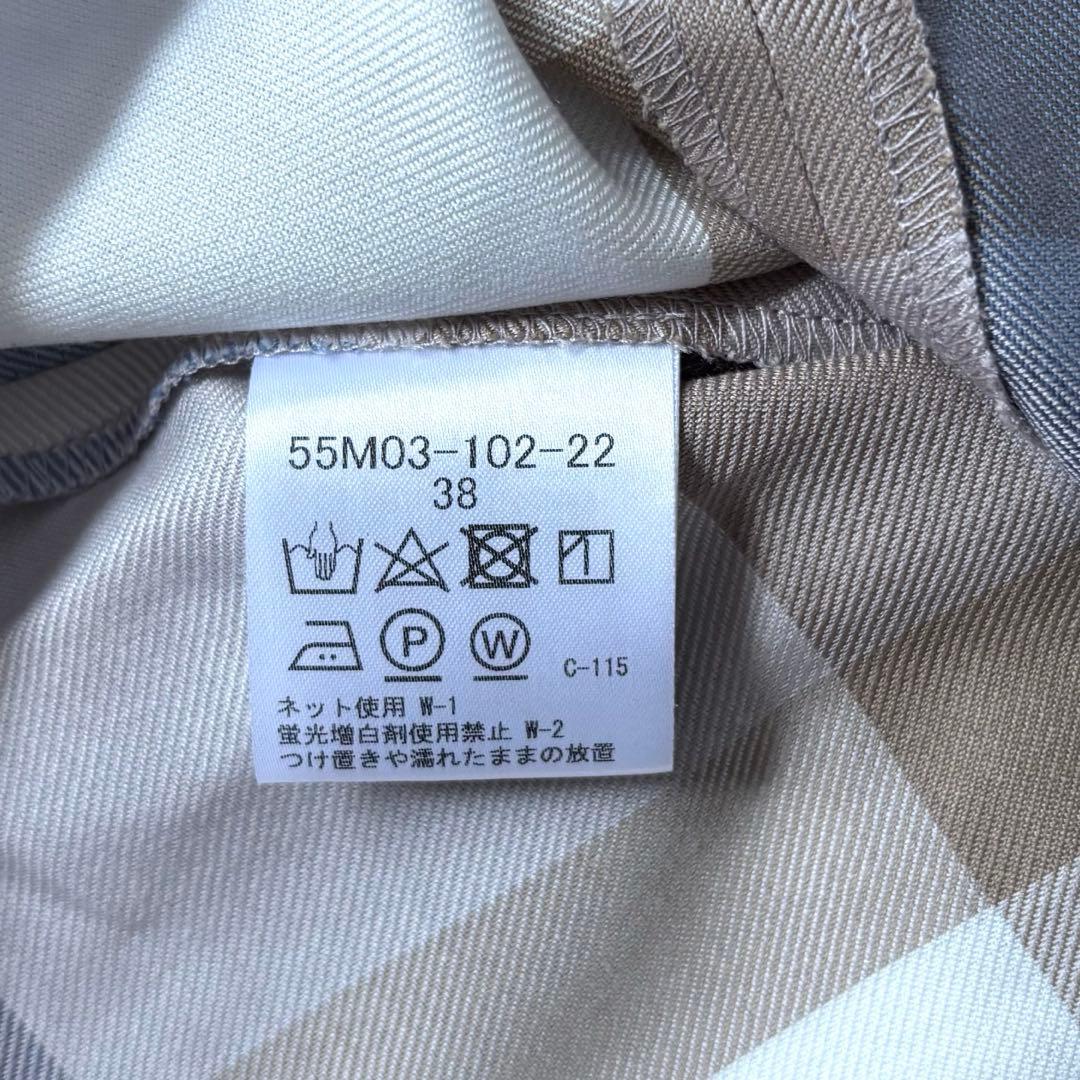 55M03-102-22
38
P W C-115
ネット使用 W-1
蛍光増白剤使用禁止 W-2
つけ置きや濡れたままの放置